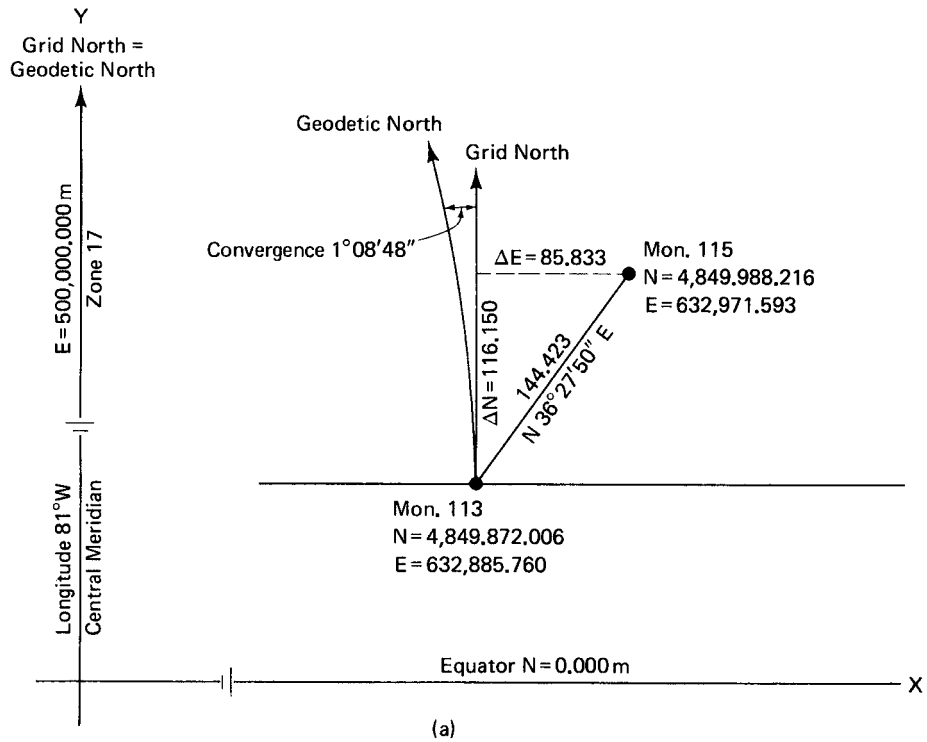 Y
Grid North =
Geodetic North
Geodetic North
Grid North
Convergence 1°08'48"
E = 500,000.000 m
Zone 17
ΔE = 85.833
Mon. 115
N = 4,849.988.216
E = 632,971.593
ΔN = 116.150
144.423
N 36°27'50" E
Mon. 113
N = 4,849.872.006
E = 632,885.760
Longitude 81°W
Central Meridian
Equator N = 0.000 m
X
(a)